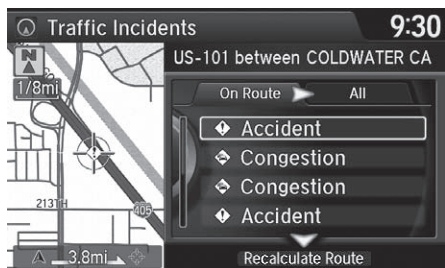 Traffic Incidents 9:30
US-101 between COLDWATER CA
N
1/8mi
On Route All
Accident
Congestion
Congestion
Accident
213TH
405
3.8mi
Recalculate Route